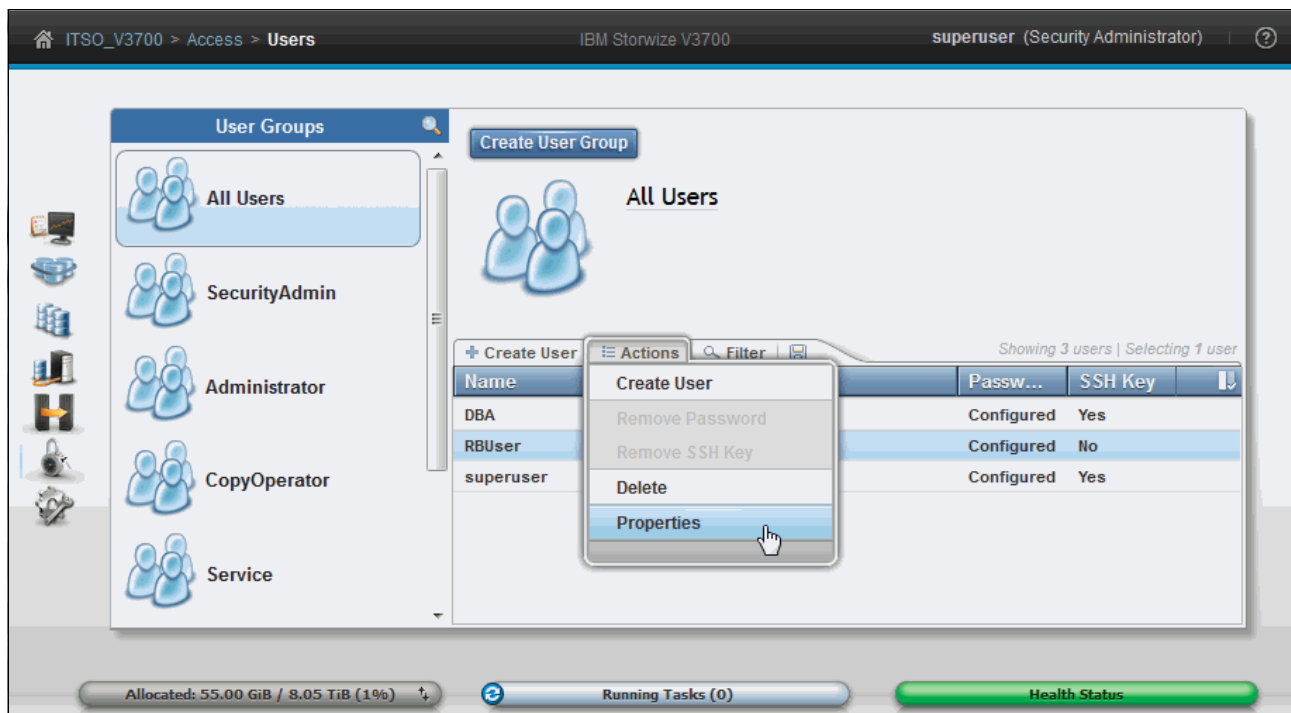 ITSO_V3700 > Access > Users
IBM Storwize V3700
superuser (Security Administrator)
?
User Groups
All Users
SecurityAdmin
Administrator
CopyOperator
Service
Create User Group
All Users
Create User
Actions
Filter
Showing 3 users | Selecting 1 user
Name Passw... SSH Key
DBA Configured Yes
RBUser Configured No
superuser Configured Yes
Create User
Remove Password
Remove SSH Key
Delete
Properties
Allocated: 55.00 GiB / 8.05 TiB (1%)
Running Tasks (0)
Health Status